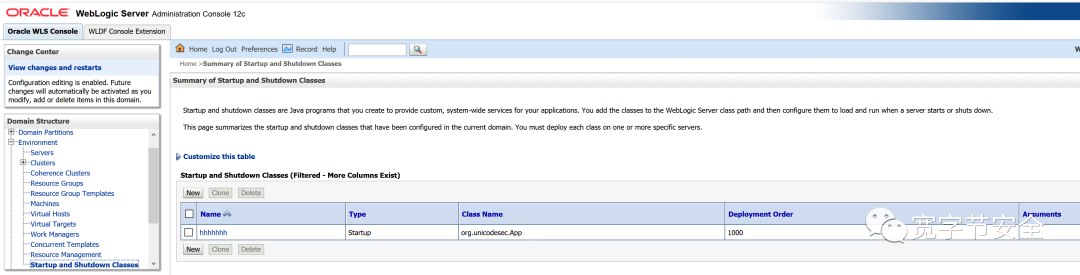 ORACLE WebLogic Server Administration Console 12c
Oracle WLS Console WLDF Console Extension
Change Center
View changes and restarts
Configuration editing is enabled. Future
changes will automatically be activated as you
modify, add or delete items in this domain.
Domain Structure
Domain Partitions
Environment
Servers
Clusters
Coherence Clusters
Resource Groups
Resource Group Templates
Machines
Virtual Hosts
Virtual Targets
Work Managers
Concurrent Templates
Resource Management
Startup and Shutdown Classes
Home Log Out Preferences Record Help
W
Home >Summary of Startup and Shutdown Classes
Summary of Startup and Shutdown Classes
Startup and shutdown classes are Java programs that you create to provide custom, system-wide services for your applications. You add the classes to the WebLogic Server class path and then configure them to load and run when a server starts or shuts down.
This page summarizes the startup and shutdown classes that have been configured in the current domain. You must deploy each class on one or more specific servers.
Customize this table
Startup and Shutdown Classes (Filtered - More Columns Exist)
New Clone Delete
Name Type Class Name Deployment Order Arguments
hhhhhhh Startup org.unicodesec.App 1000
New Clone Delete
宽字节安全